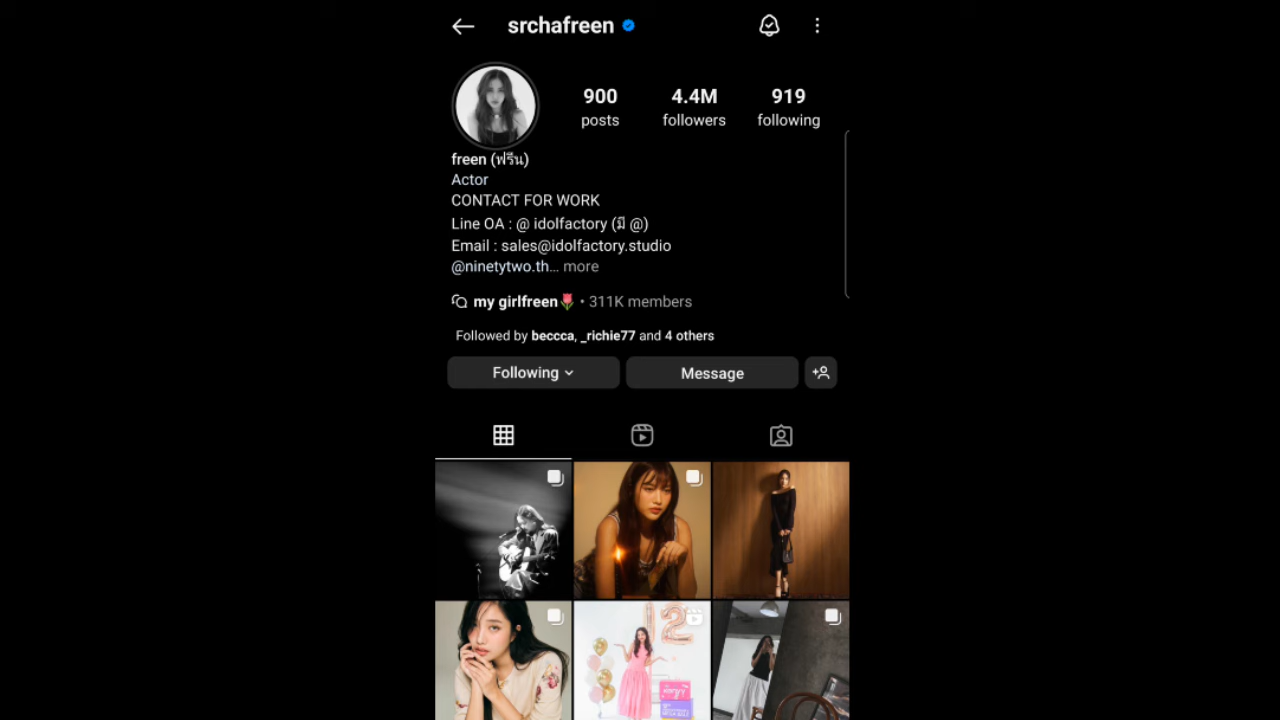 srchafreen
900 4.4M 919
posts followers following
freen (ฟรีน)
Actor
CONTACT FOR WORK
Line OA : @ idolfactory (มี @)
Email : sales@idolfactory.studio
@ninetytwo.th... more
my girlfreen🌷 • 311K members
Followed by beccca, _richie77 and 4 others
Following Message
12